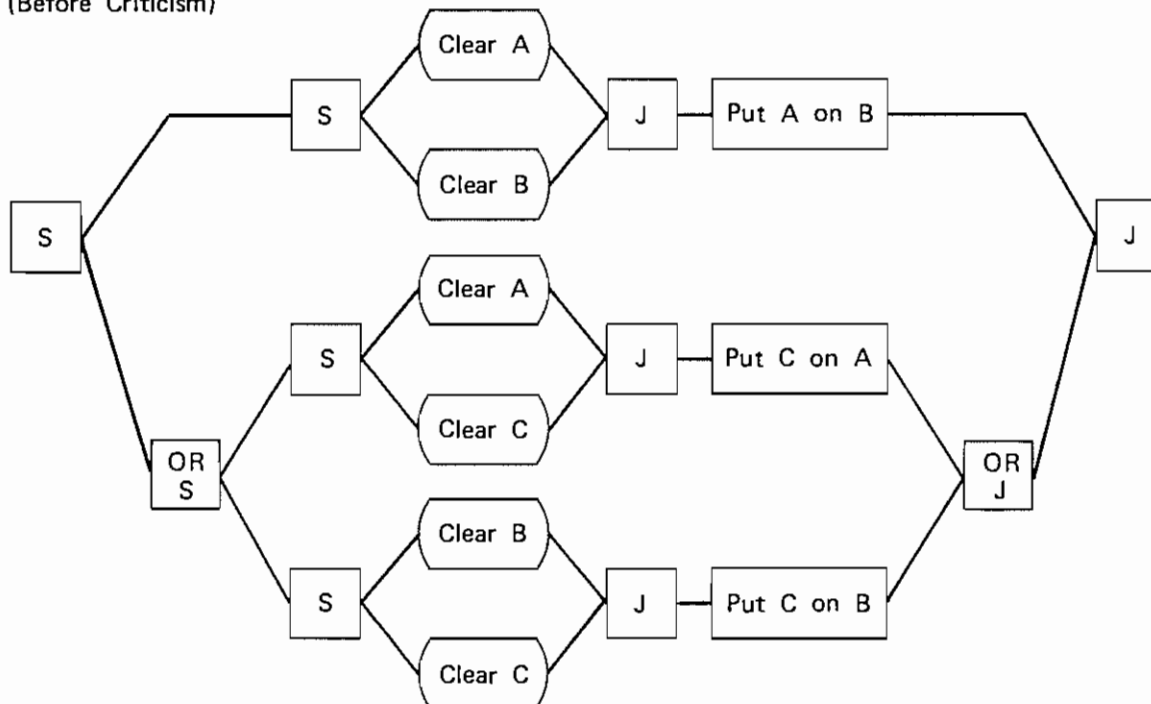 (Before Criticism)
Clear A
S
J
Put A on B
Clear B
S
J
Clear A
S
J
Put C on A
Clear C
OR
S
OR
J
Clear B
S
J
Put C on B
Clear C